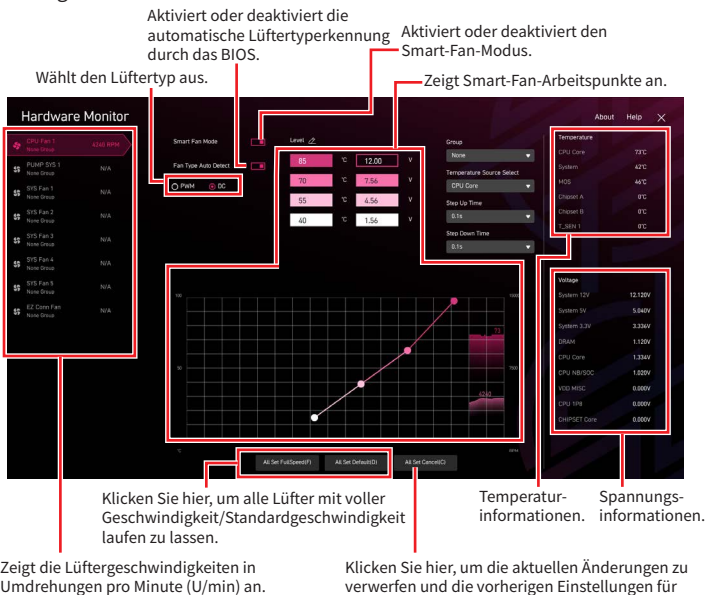 Aktiviert oder deaktiviert die
automatische Lüftertyperkennung
durch das BIOS.
Aktiviert oder deaktiviert den
Smart-Fan-Modus.
Wählt den Lüftertyp aus.
Zeigt Smart-Fan-Arbeitspunkte an.
Hardware Monitor
About Help X
CPU Fan 1
None Group
4260 RPM
PUMP SYS 1
None Group
N/A
SYS Fan 1
None Group
N/A
SYS Fan 2
None Group
N/A
SYS Fan 3
None Group
N/A
SYS Fan 4
None Group
N/A
SYS Fan 5
None Group
N/A
EZ Conn Fan
None Group
N/A
Smart Fan Mode
Fan Type Auto Detect
PWM DC
Level
85 °C 12.00 V
70 °C 7.56 V
55 °C 4.56 V
40 °C 1.56 V
Group
None
Temperature Source Select
CPU Core
Step Up Time
0.1s
Step Down Time
0.1s
Temperature
CPU Core 73°C
System 42°C
MOS 46°C
Chipset A 0°C
Chipset B 0°C
T_SEN 1 0°C
Voltage
System 12V 12.120V
System 5V 5.040V
System 3.3V 3.336V
DRAM 1.120V
CPU Core 1.334V
CPU NB/SOC 1.020V
VDD MISC 0.000V
CPU 1P8 0.000V
CHIPSET Core 0.000V
100
10000
73
50
7500
4260
°C
RPM
All Set FullSpeed(F)
All Set Default(D)
All Set Cancel(C)
Klicken Sie hier, um alle Lüfter mit voller
Geschwindigkeit/Standardgeschwindigkeit
laufen zu lassen.
Temperatur-
informationen.
Spannungs-
informationen.
Zeigt die Lüftergeschwindigkeiten in
Umdrehungen pro Minute (U/min) an.
Klicken Sie hier, um die aktuellen Änderungen zu
verwerfen und die vorherigen Einstellungen für